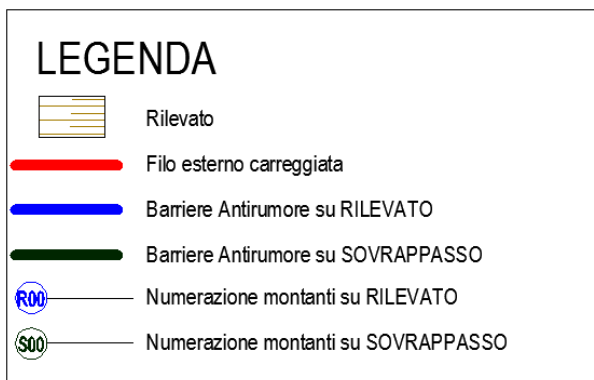 LEGENDA
Rilevato
Filo esterno carreggiata
Barriere Antirumore su RILEVATO
Barriere Antirumore su SOVRAPPASSO
R00 Numerazione montanti su RILEVATO
S00 Numerazione montanti su SOVRAPPASSO